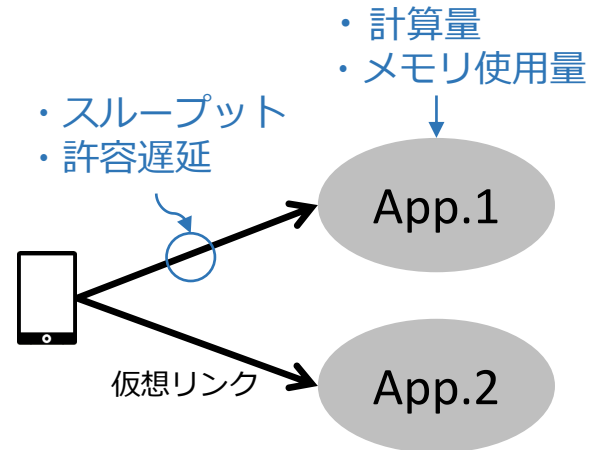 ・計算量
・メモリ使用量
・スループット
・許容遅延
App.1
仮想リンク
App.2